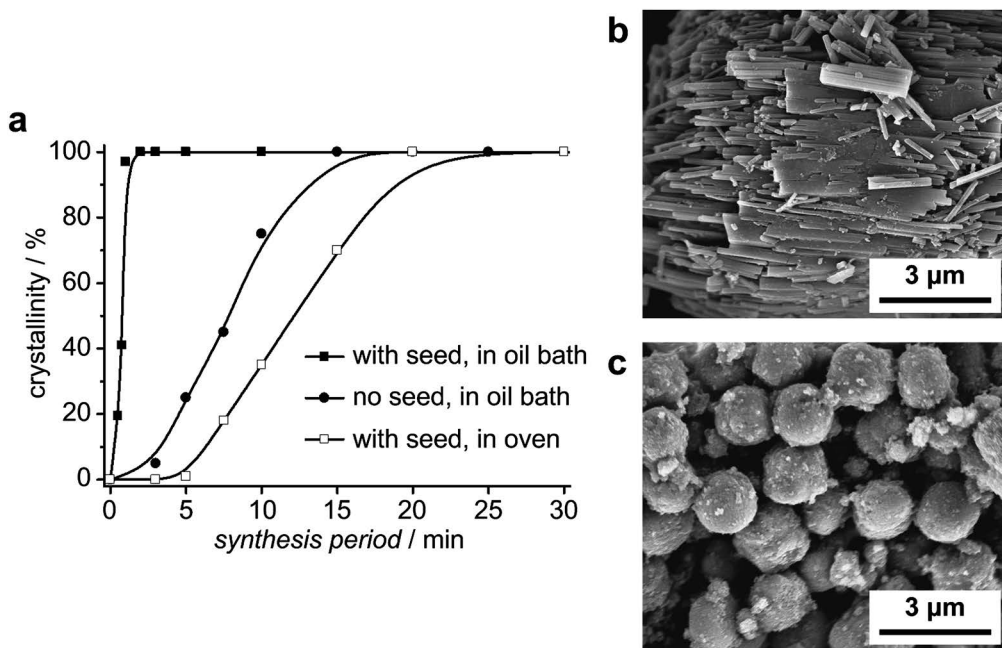 a
100
80
60
40
20
0
crystallinity / %
0 5 10 15 20 25 30
synthesis period / min
with seed, in oil bath
no seed, in oil bath
with seed, in oven
b
3 µm
c
3 µm